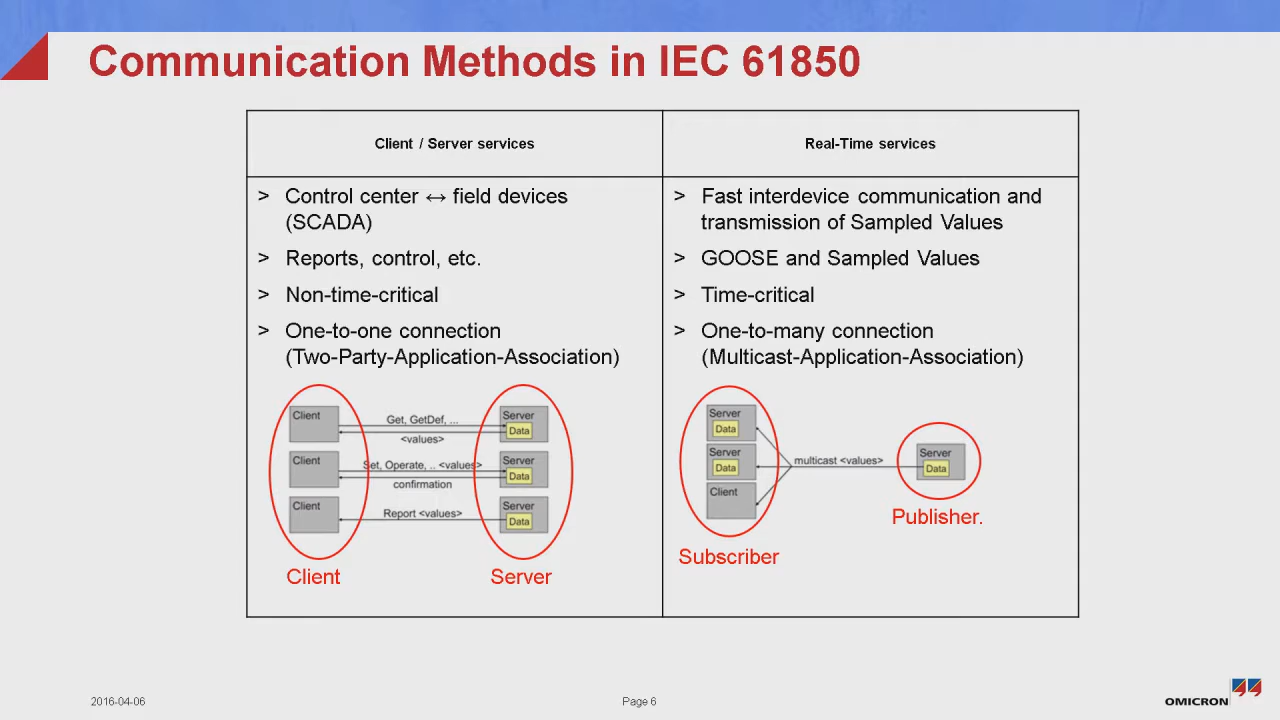 Communication Methods in IEC 61850
Client / Server services
Real-Time services
> Control center ↔ field devices
(SCADA)
> Reports, control, etc.
> Non-time-critical
> One-to-one connection
(Two-Party-Application-Association)
> Fast interdevice communication and
transmission of Sampled Values
> GOOSE and Sampled Values
> Time-critical
> One-to-many connection
(Multicast-Application-Association)
Client
Get, GetDef, ...
<values>
Server
Data
Client
Set, Operate, .. <values>
confirmation
Server
Data
Client
Report <values>
Server
Data
Client
Server
Server
Data
Server
Data
Client
multicast <values>
Server
Data
Publisher.
Subscriber
2016-04-06
Page 6
OMICRON